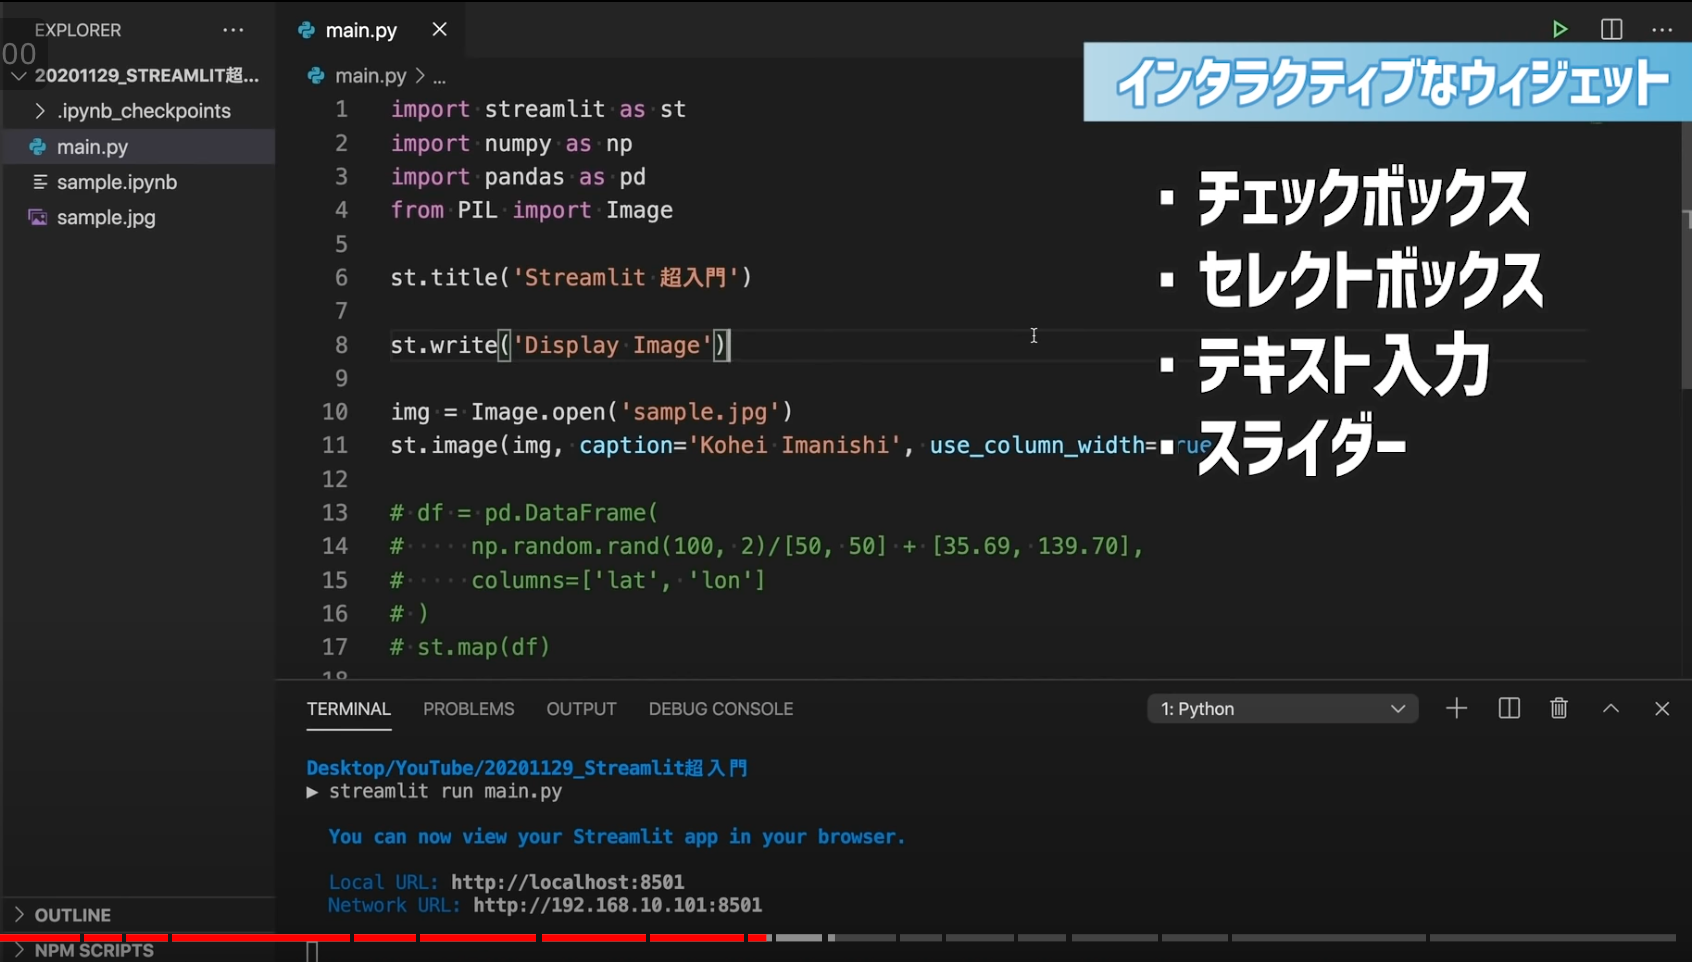 EXPLORER
00
20201129_STREAMLIT超...
.ipynb_checkpoints
main.py
sample.ipynb
sample.jpg
OUTLINE
NPM SCRIPTS
main.py
main.py > ...
インタラクティブなウィジェット
・チェックボックス
・セレクトボックス
・テキスト入力
・スライダー
1 import streamlit as st
2 import numpy as np
3 import pandas as pd
4 from PIL import Image
5
6 st.title('Streamlit 超入門')
7
8 st.write('Display Image')
9
10 img = Image.open('sample.jpg')
11 st.image(img, caption='Kohei Imanishi', use_column_width=
12
13 # df = pd.DataFrame(
14 #     np.random.rand(100, 2)/[50, 50] + [35.69, 139.70],
15 #     columns=['lat', 'lon']
16 # )
17 # st.map(df)
18
TERMINAL PROBLEMS OUTPUT DEBUG CONSOLE 1: Python
Desktop/YouTube/20201129_Streamlit超入門
▶ streamlit run main.py
You can now view your Streamlit app in your browser.
Local URL: http://localhost:8501
Network URL: http://192.168.10.101:8501